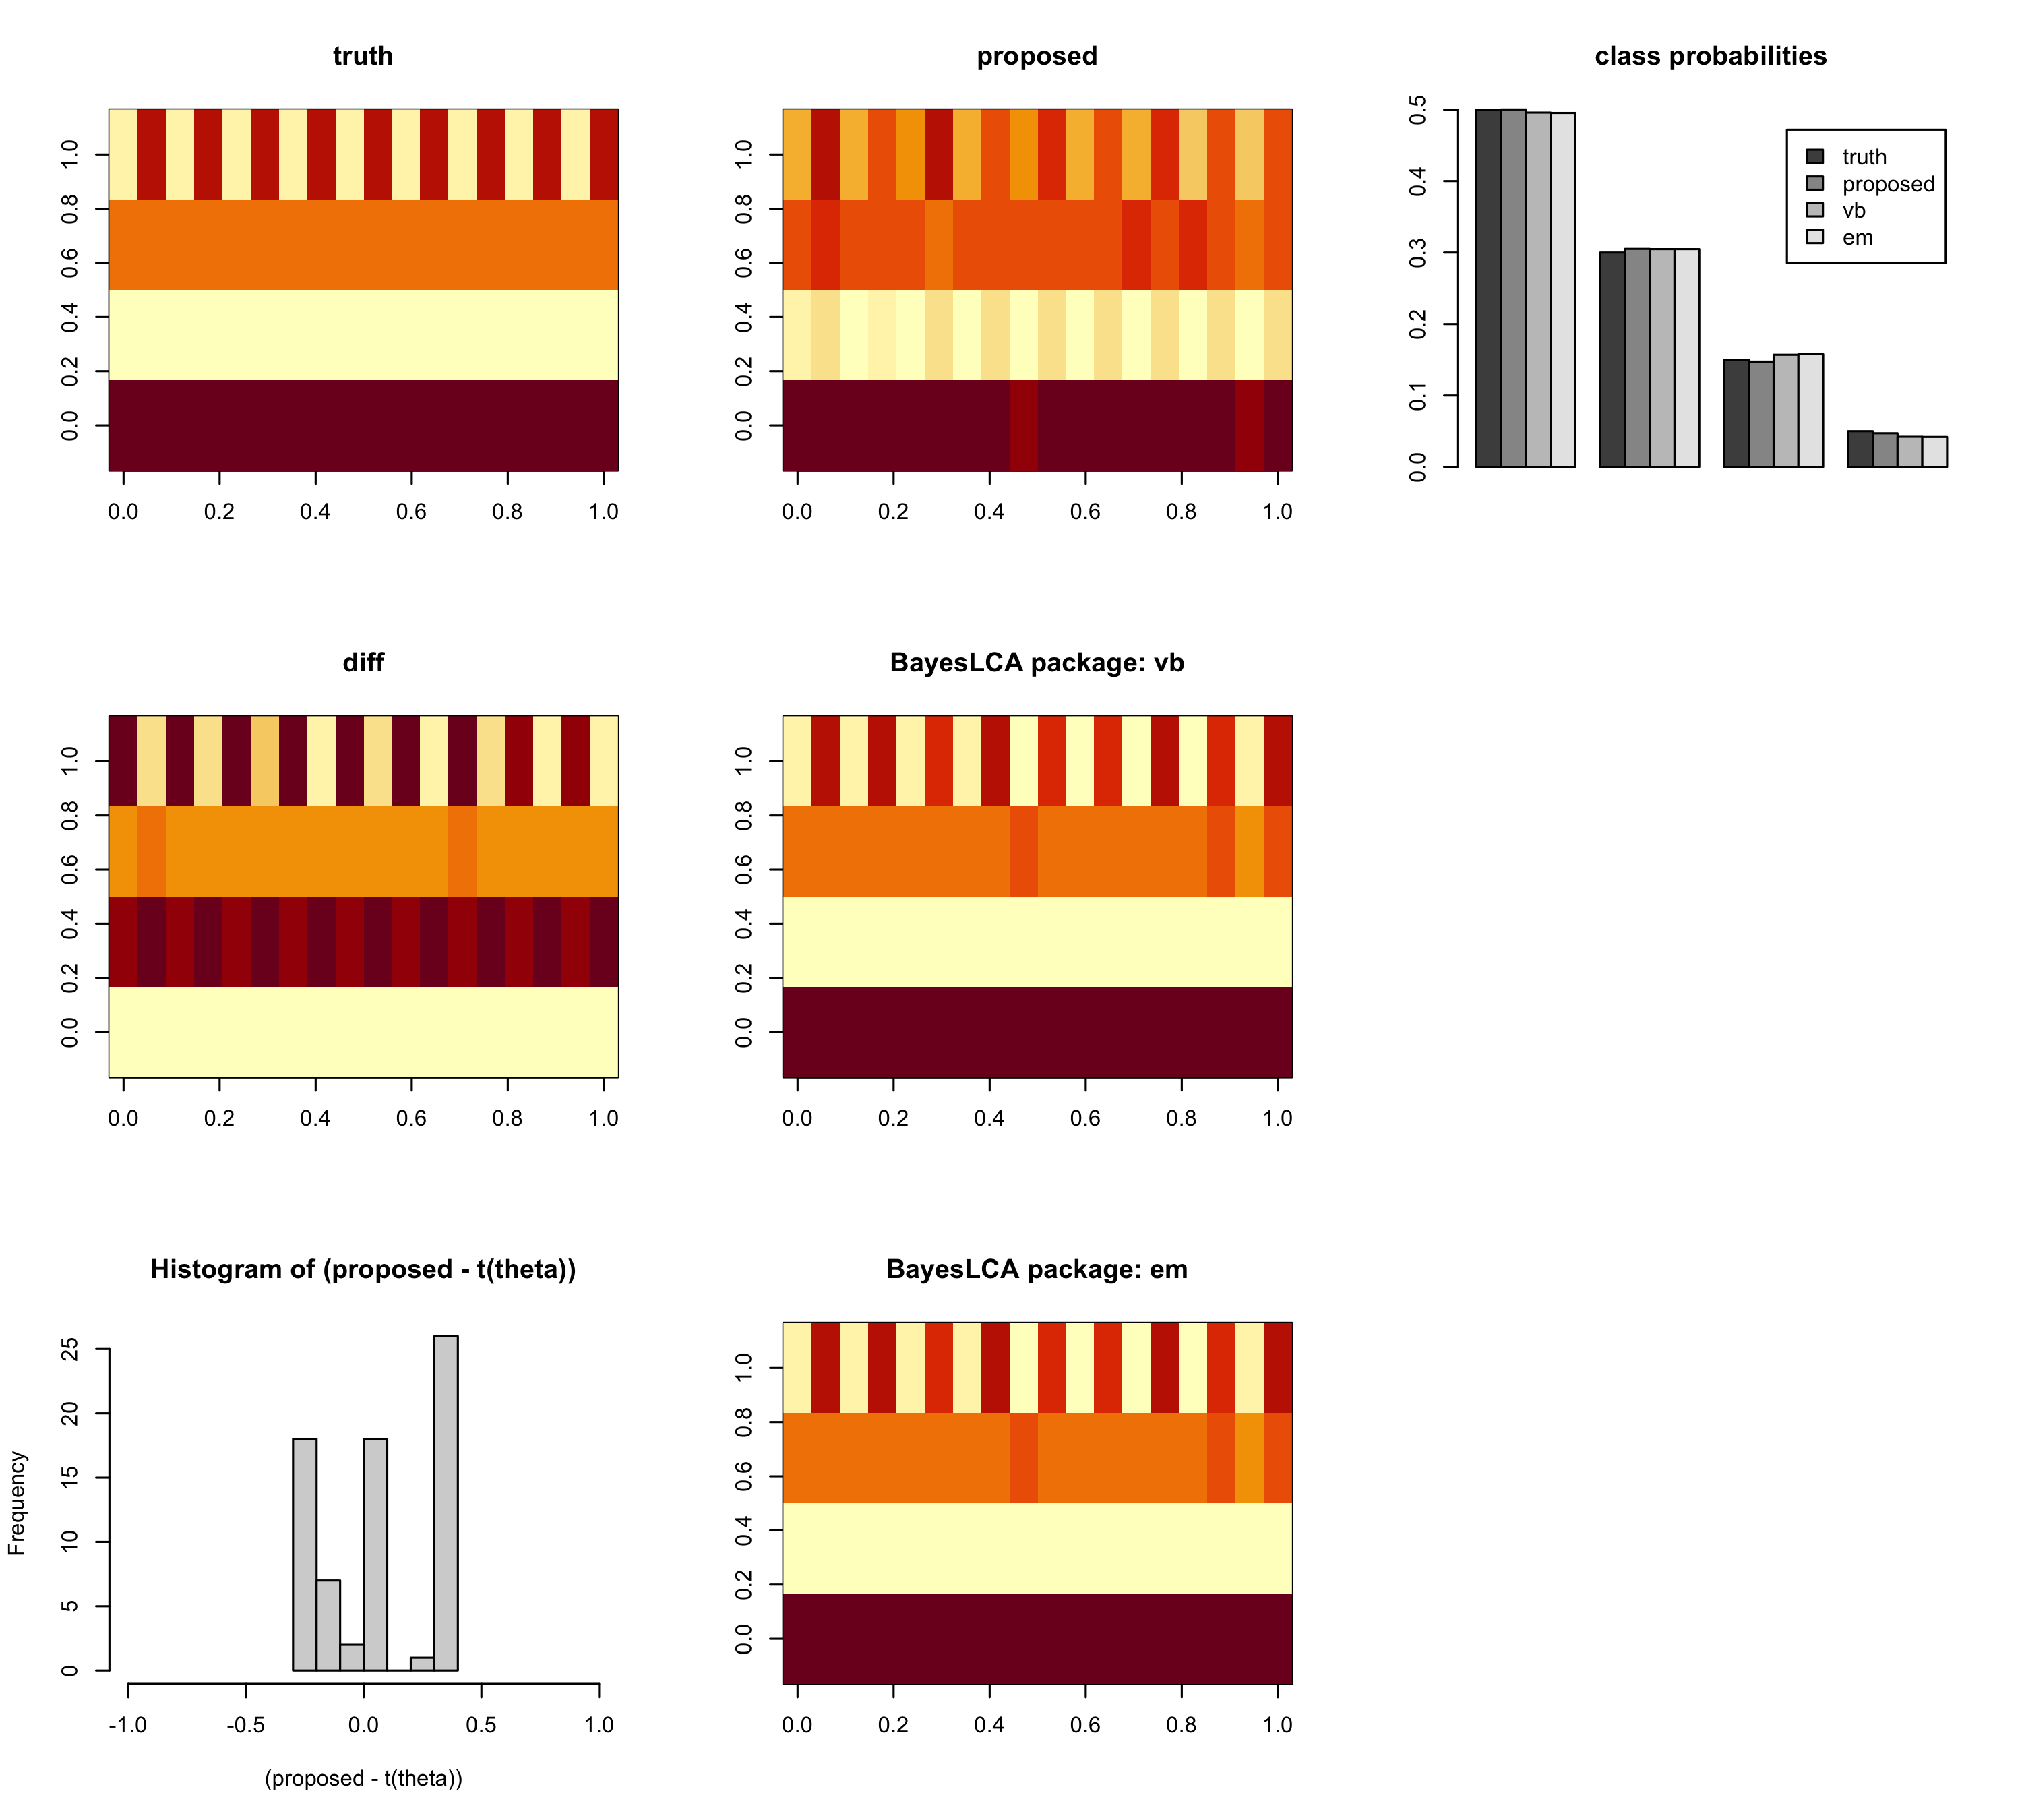 truth
1.0
0.8
0.6
0.4
0.2
0.0
0.0 0.2 0.4 0.6 0.8 1.0
proposed
1.0
0.8
0.6
0.4
0.2
0.0
0.0 0.2 0.4 0.6 0.8 1.0
class probabilities
0.5
0.4
0.3
0.2
0.1
0.0
truth
proposed
vb
em
diff
1.0
0.8
0.6
0.4
0.2
0.0
0.0 0.2 0.4 0.6 0.8 1.0
BayesLCA package: vb
1.0
0.8
0.6
0.4
0.2
0.0
0.0 0.2 0.4 0.6 0.8 1.0
Histogram of (proposed - t(theta))
Frequency
25
20
15
10
5
0
-1.0 -0.5 0.0 0.5 1.0
(proposed - t(theta))
BayesLCA package: em
1.0
0.8
0.6
0.4
0.2
0.0
0.0 0.2 0.4 0.6 0.8 1.0